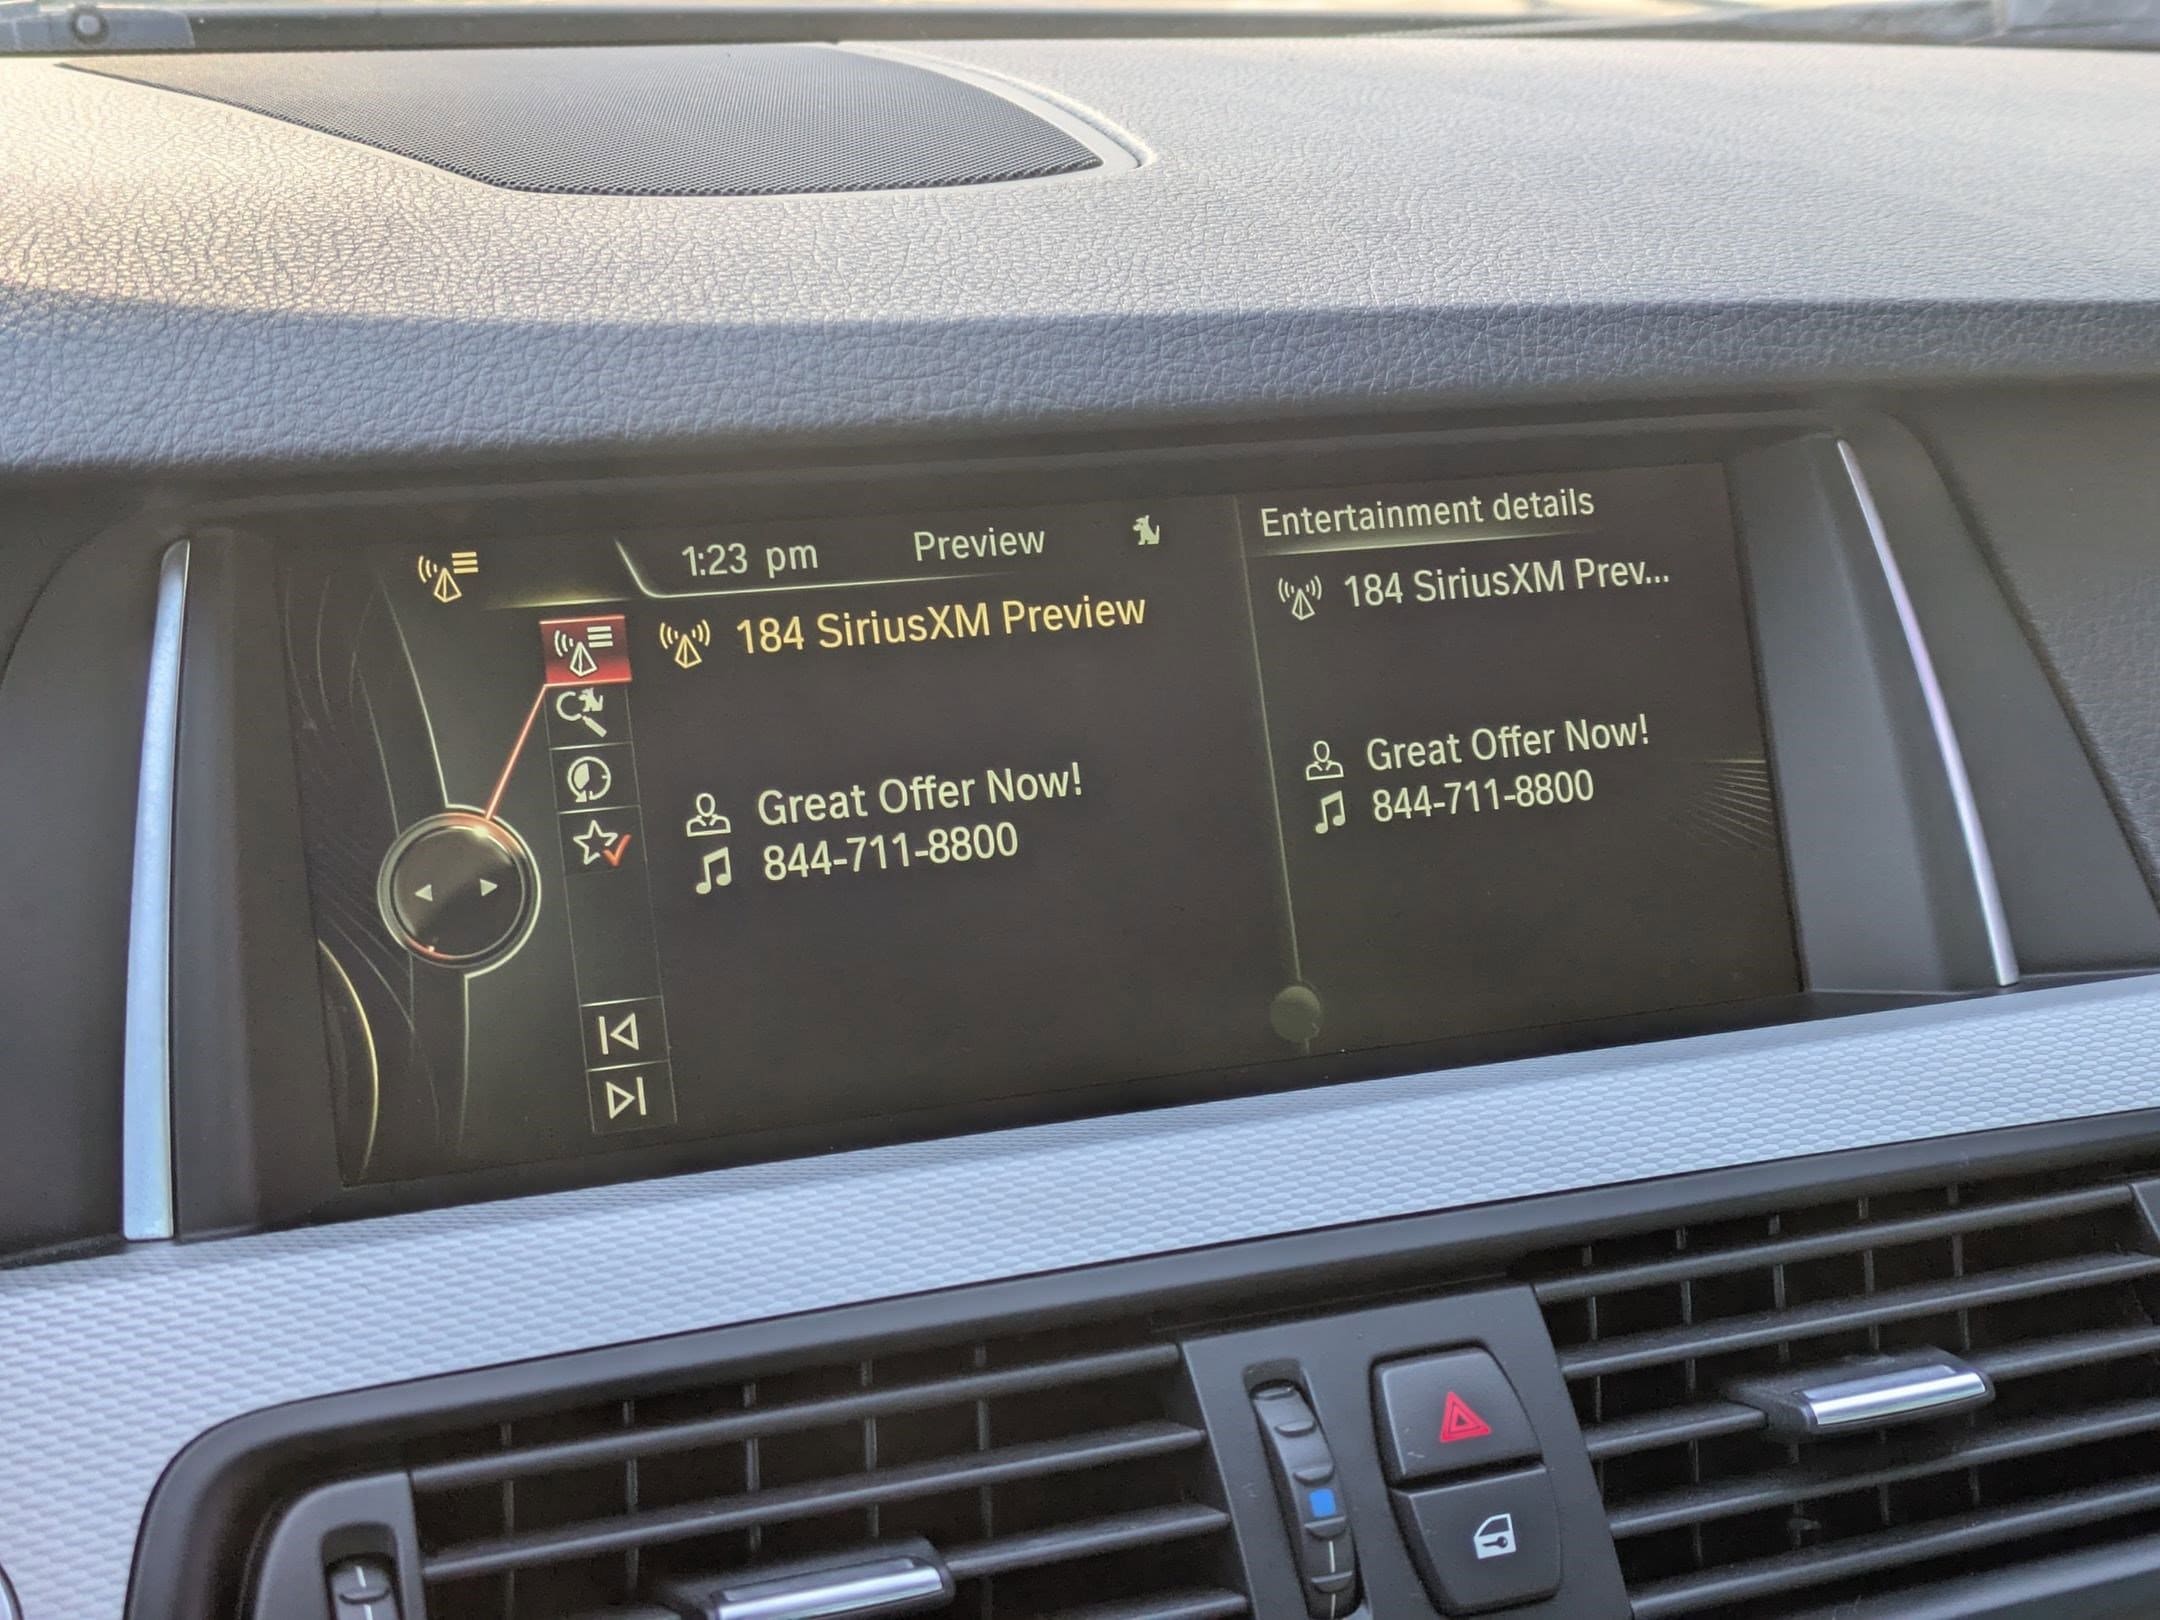 1:23 pm
Preview
184 SiriusXM Preview
Great Offer Now!
844-711-8800
Entertainment details
184 SiriusXM Prev...
Great Offer Now!
844-711-8800